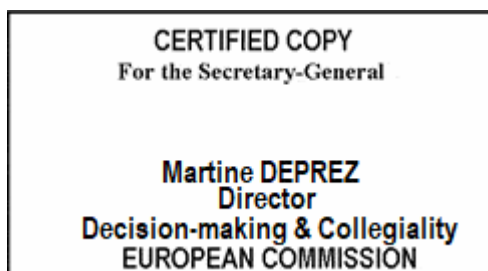 CERTIFIED COPY
For the Secretary-General
Martine DEPREZ
Director
Decision-making & Collegiality
EUROPEAN COMMISSION